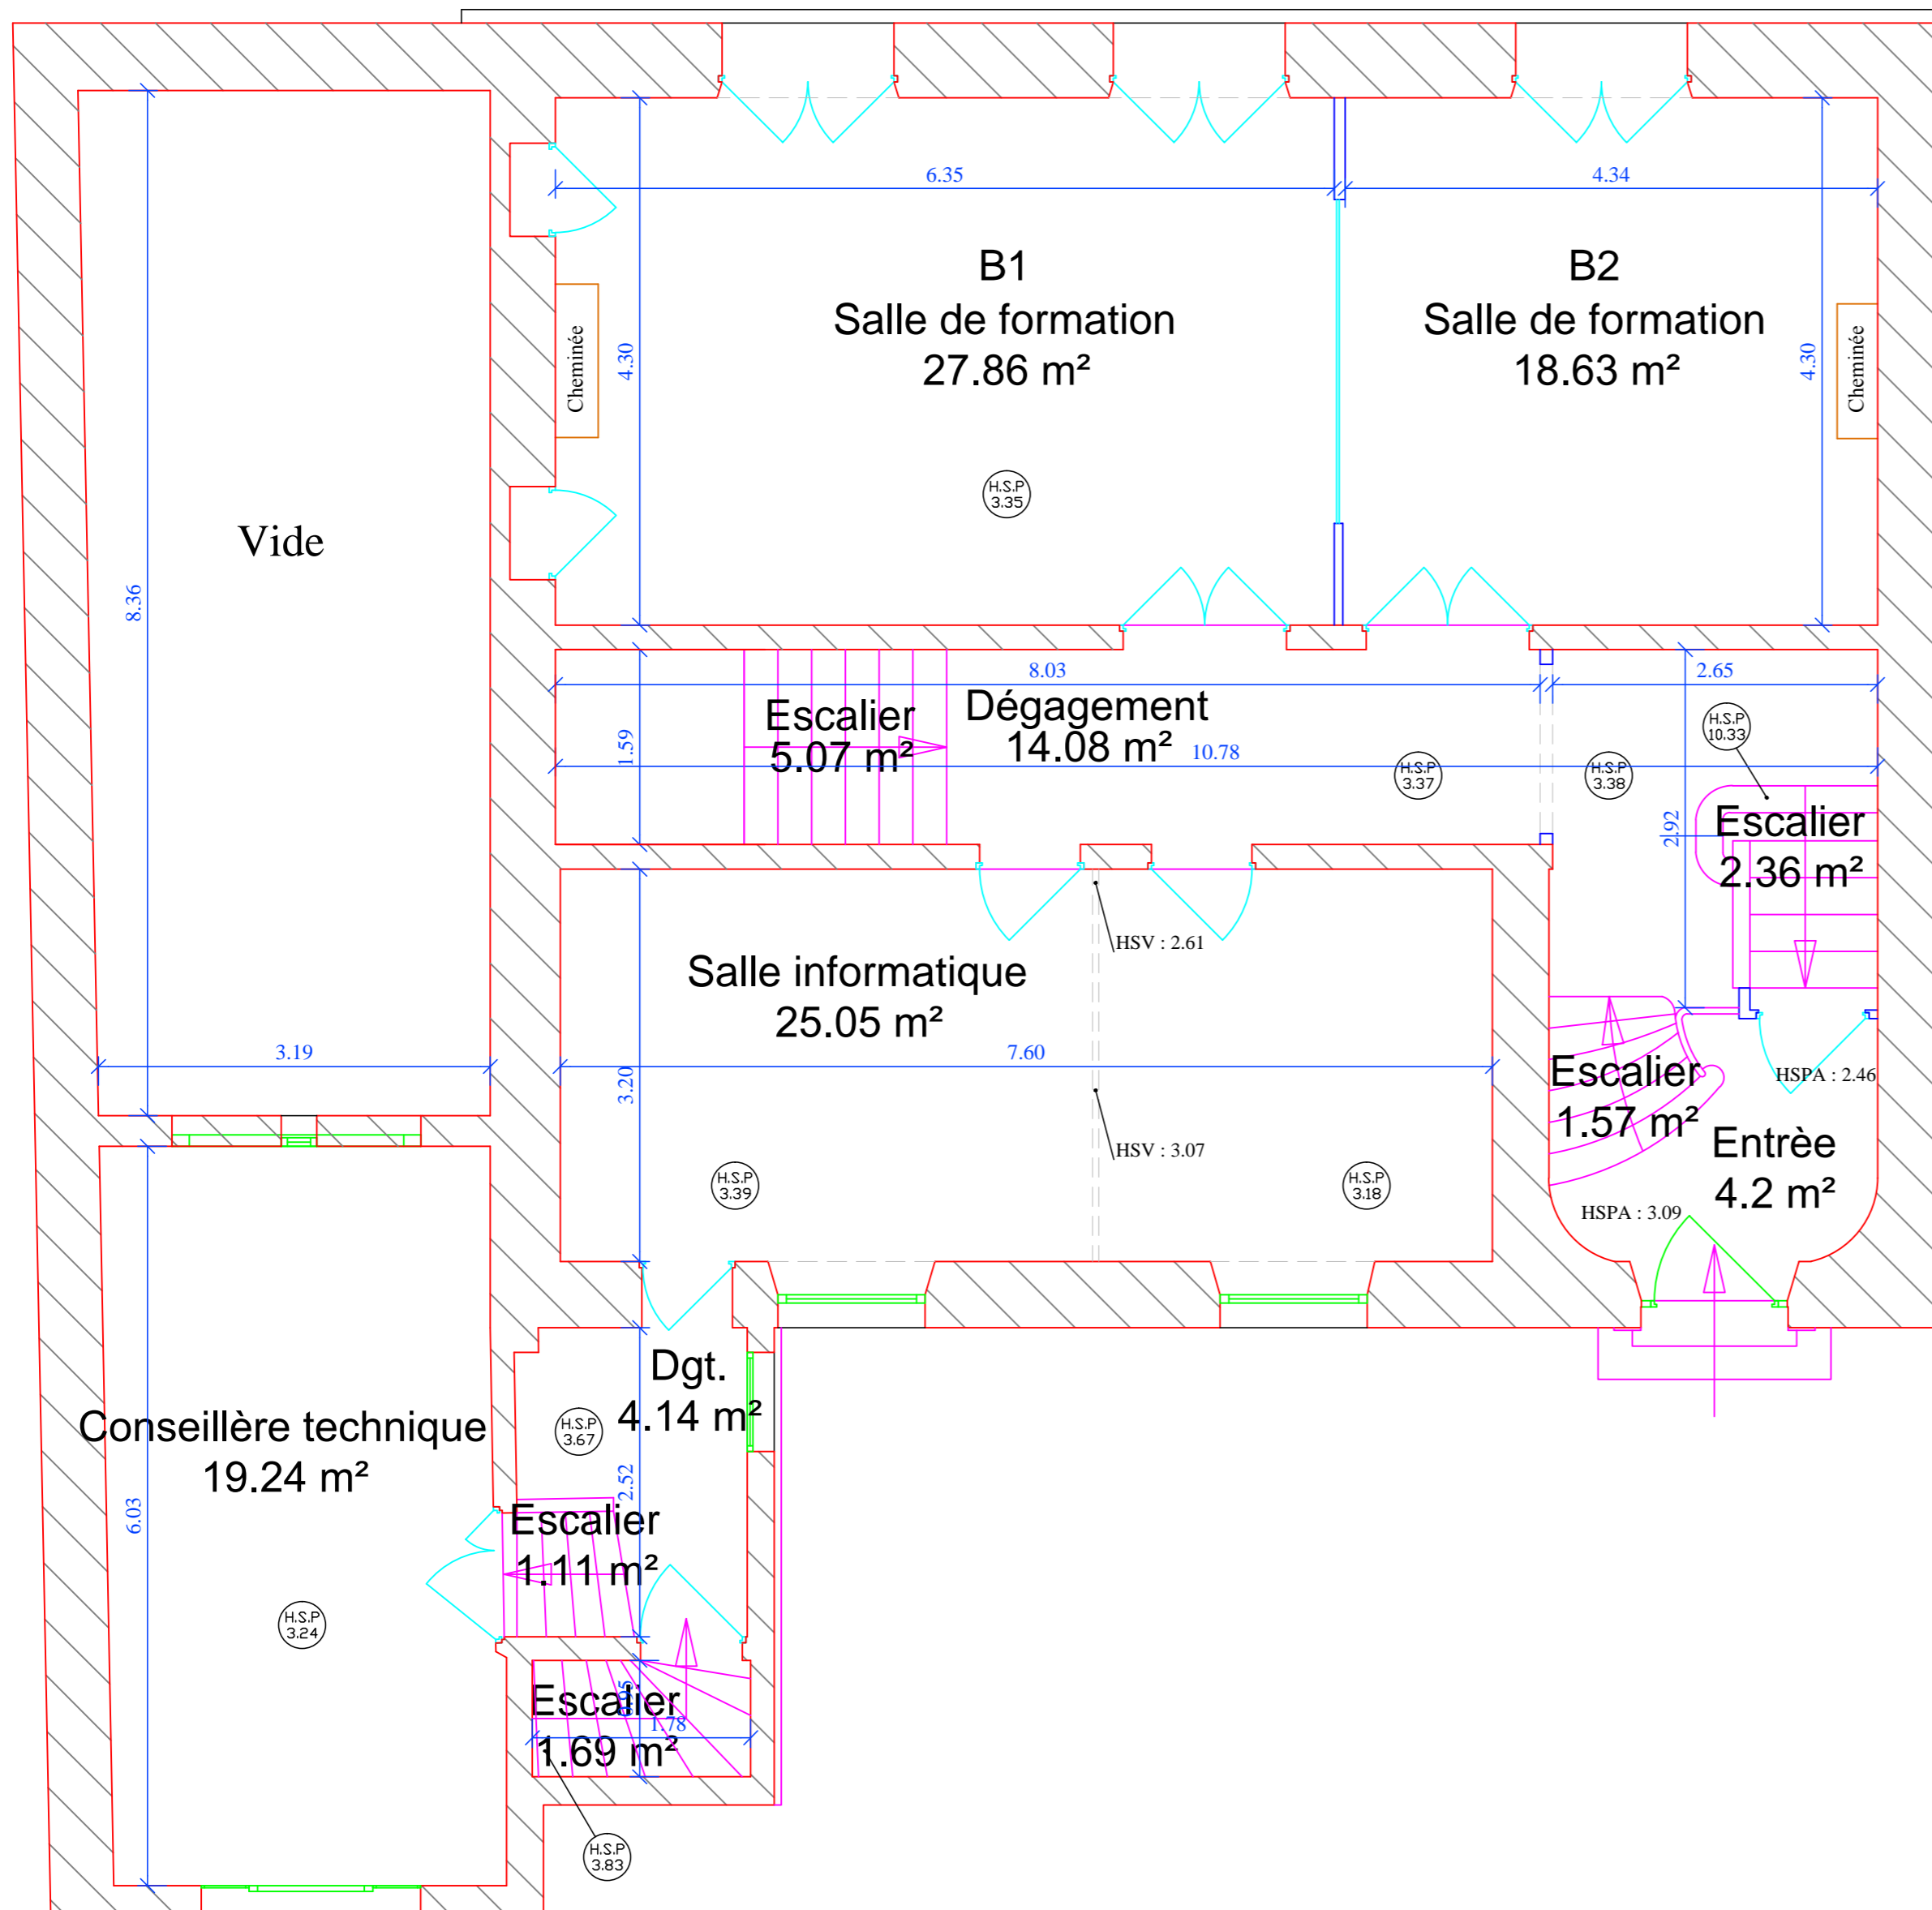 6.35
4.34
B1
Salle de formation
27.86 m²
B2
Salle de formation
18.63 m²
Cheminée
4.30
4.30
Cheminée
H.S.P
3.35
Vide
8.36
8.03
2.65
Escalier
5.07 m²
Dégagement
14.08 m²
1.59
10.78
H.S.P
3.37
H.S.P
3.38
H.S.P
10.33
2.92
Escalier
2.36 m²
HSV : 2.61
Salle informatique
25.05 m²
3.19
3.20
7.60
Escalier
1.57 m²
HSPA : 2.46
HSV : 3.07
Entrèe
4.2 m²
H.S.P
3.39
H.S.P
3.18
HSPA : 3.09
Dgt.
4.14 m²
Conseillère technique
19.24 m²
H.S.P
3.67
2.52
6.03
Escalier
1.11 m²
H.S.P
3.24
Escalier
1.69 m²
0.95
1.78
H.S.P
3.83